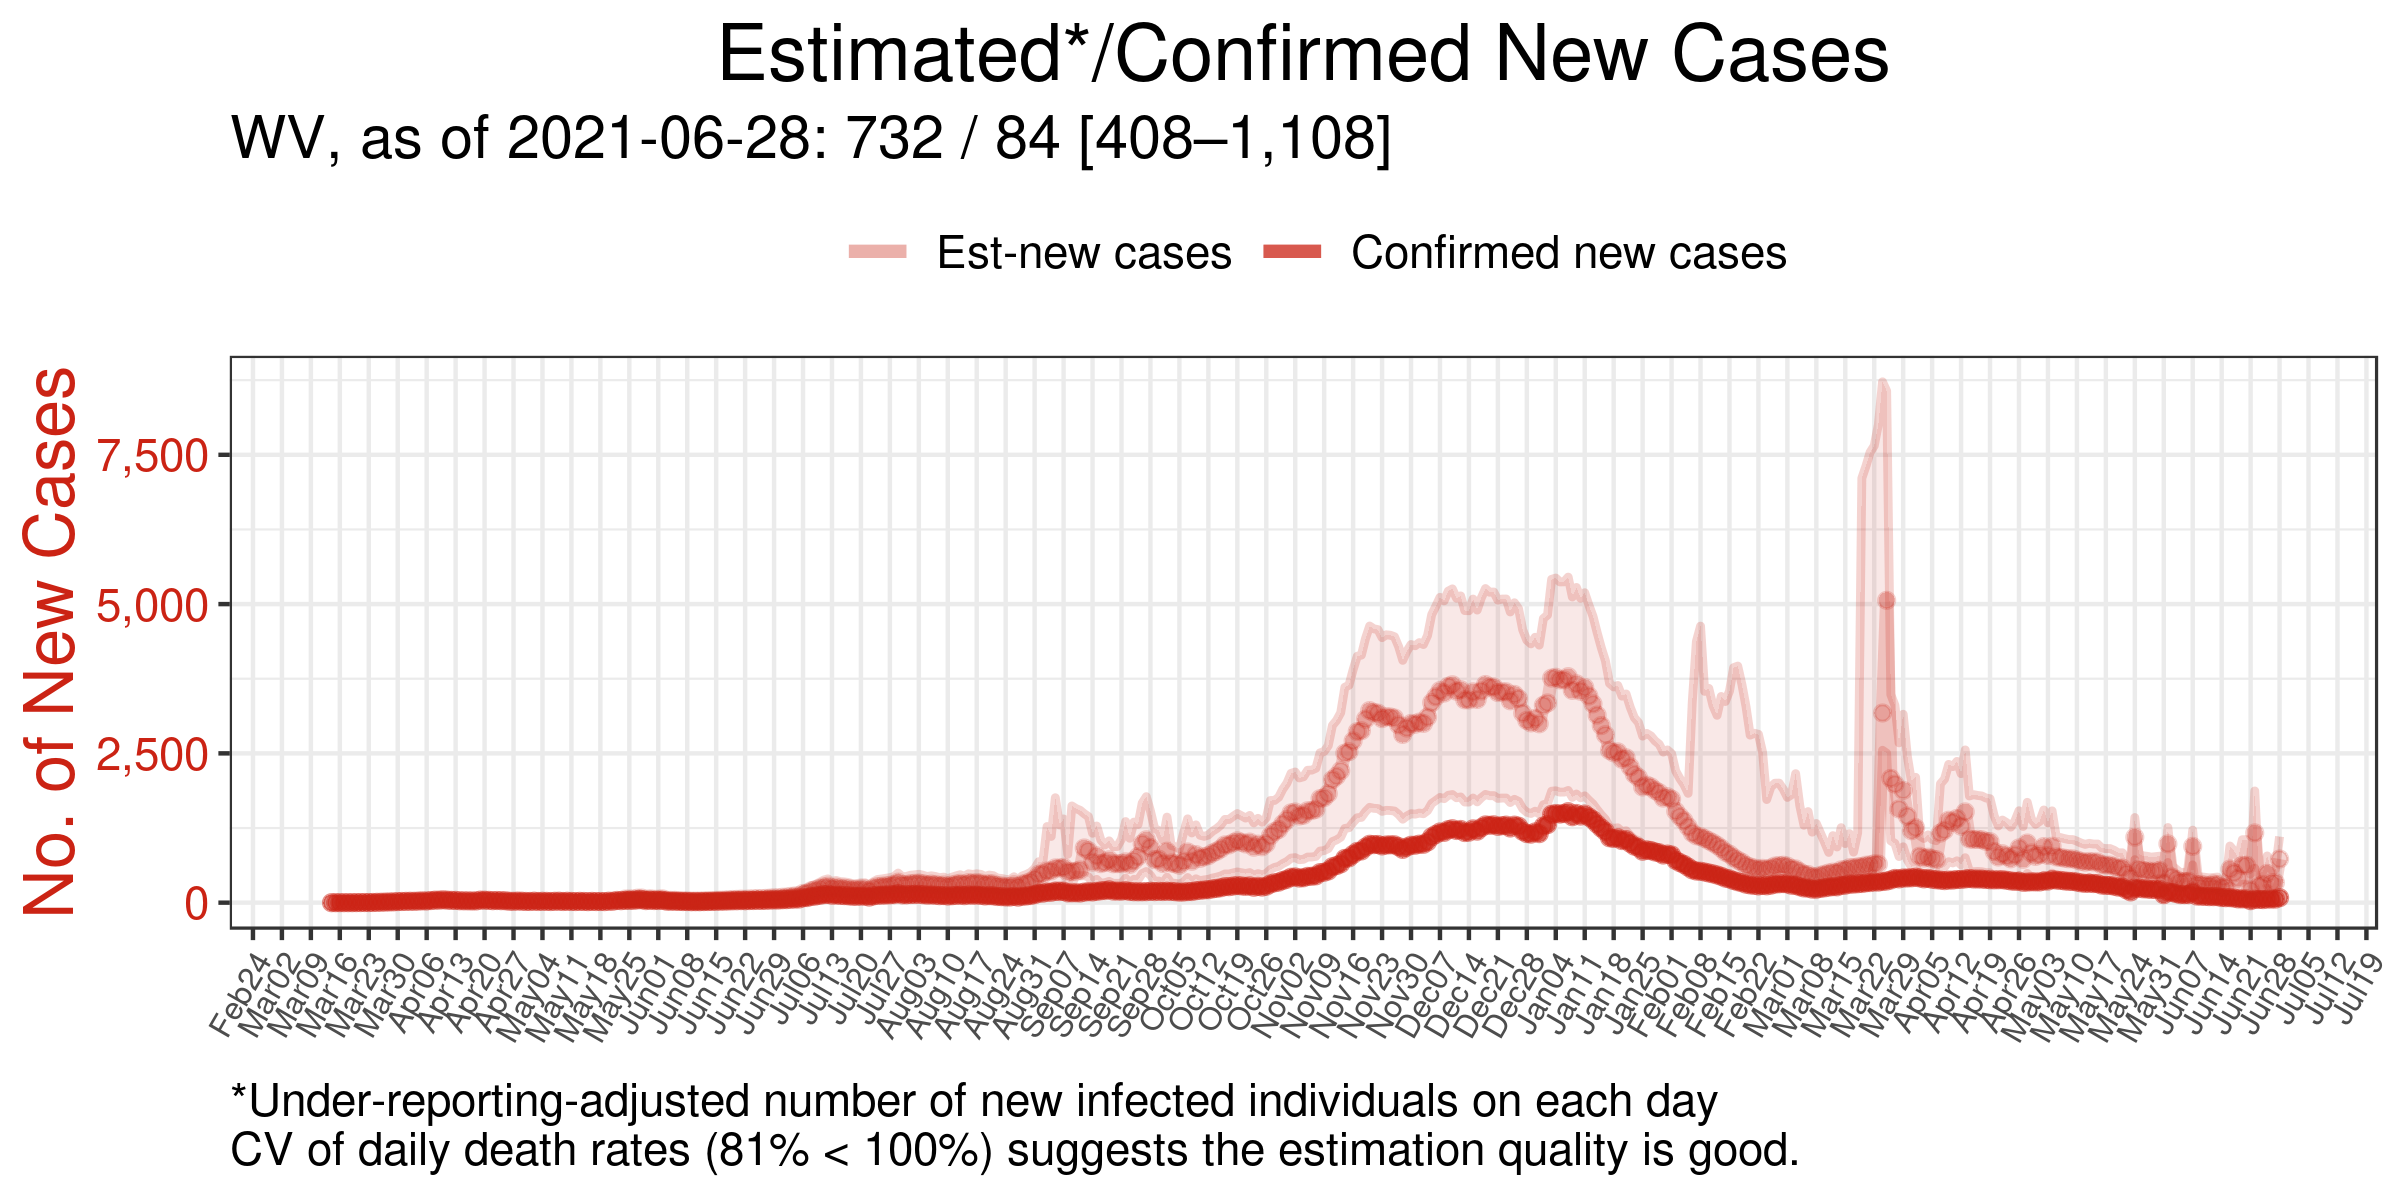 Estimated*/Confirmed New Cases
WV, as of 2021-06-28: 732 / 84 [408–1,108]
Est-new cases Confirmed new cases
No. of New Cases
7,500
5,000
2,500
0
Feb24 Mar02 Mar09 Mar16 Mar23 Mar30 Apr06 Apr13 Apr20 Apr27 May04 May11 May18 May25 Jun01 Jun08 Jun15 Jun22 Jun29 Jul06 Jul13 Jul20 Jul27 Aug03 Aug10 Aug17 Aug24 Aug31 Sep07 Sep14 Sep21 Sep28 Oct05 Oct12 Oct19 Oct26 Nov02 Nov09 Nov16 Nov23 Nov30 Dec07 Dec14 Dec21 Dec28 Jan04 Jan11 Jan18 Jan25 Feb01 Feb08 Feb15 Feb22 Mar01 Mar08 Mar15 Mar22 Mar29 Apr05 Apr12 Apr19 Apr26 May03 May10 May17 May24 May31 Jun07 Jun14 Jun21 Jun28 Jul05 Jul12 Jul19
*Under-reporting-adjusted number of new infected individuals on each day
CV of daily death rates (81% < 100%) suggests the estimation quality is good.